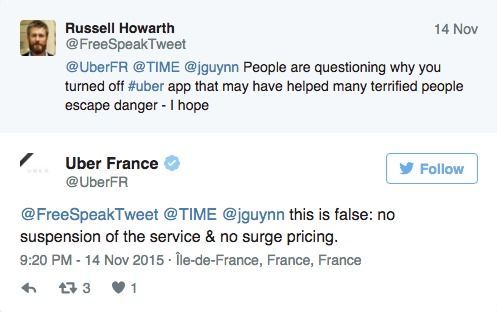 Russell Howarth
14 Nov
@FreeSpeakTweet
@UberFR @TIME @jguynn People are questioning why you
turned off #uber app that may have helped many terrified people
escape danger - I hope
Uber France
@UberFR
Follow
@FreeSpeakTweet @TIME @jguynn this is false: no
suspension of the service & no surge pricing.
9:20 PM - 14 Nov 2015 · Île-de-France, France, France
3
1